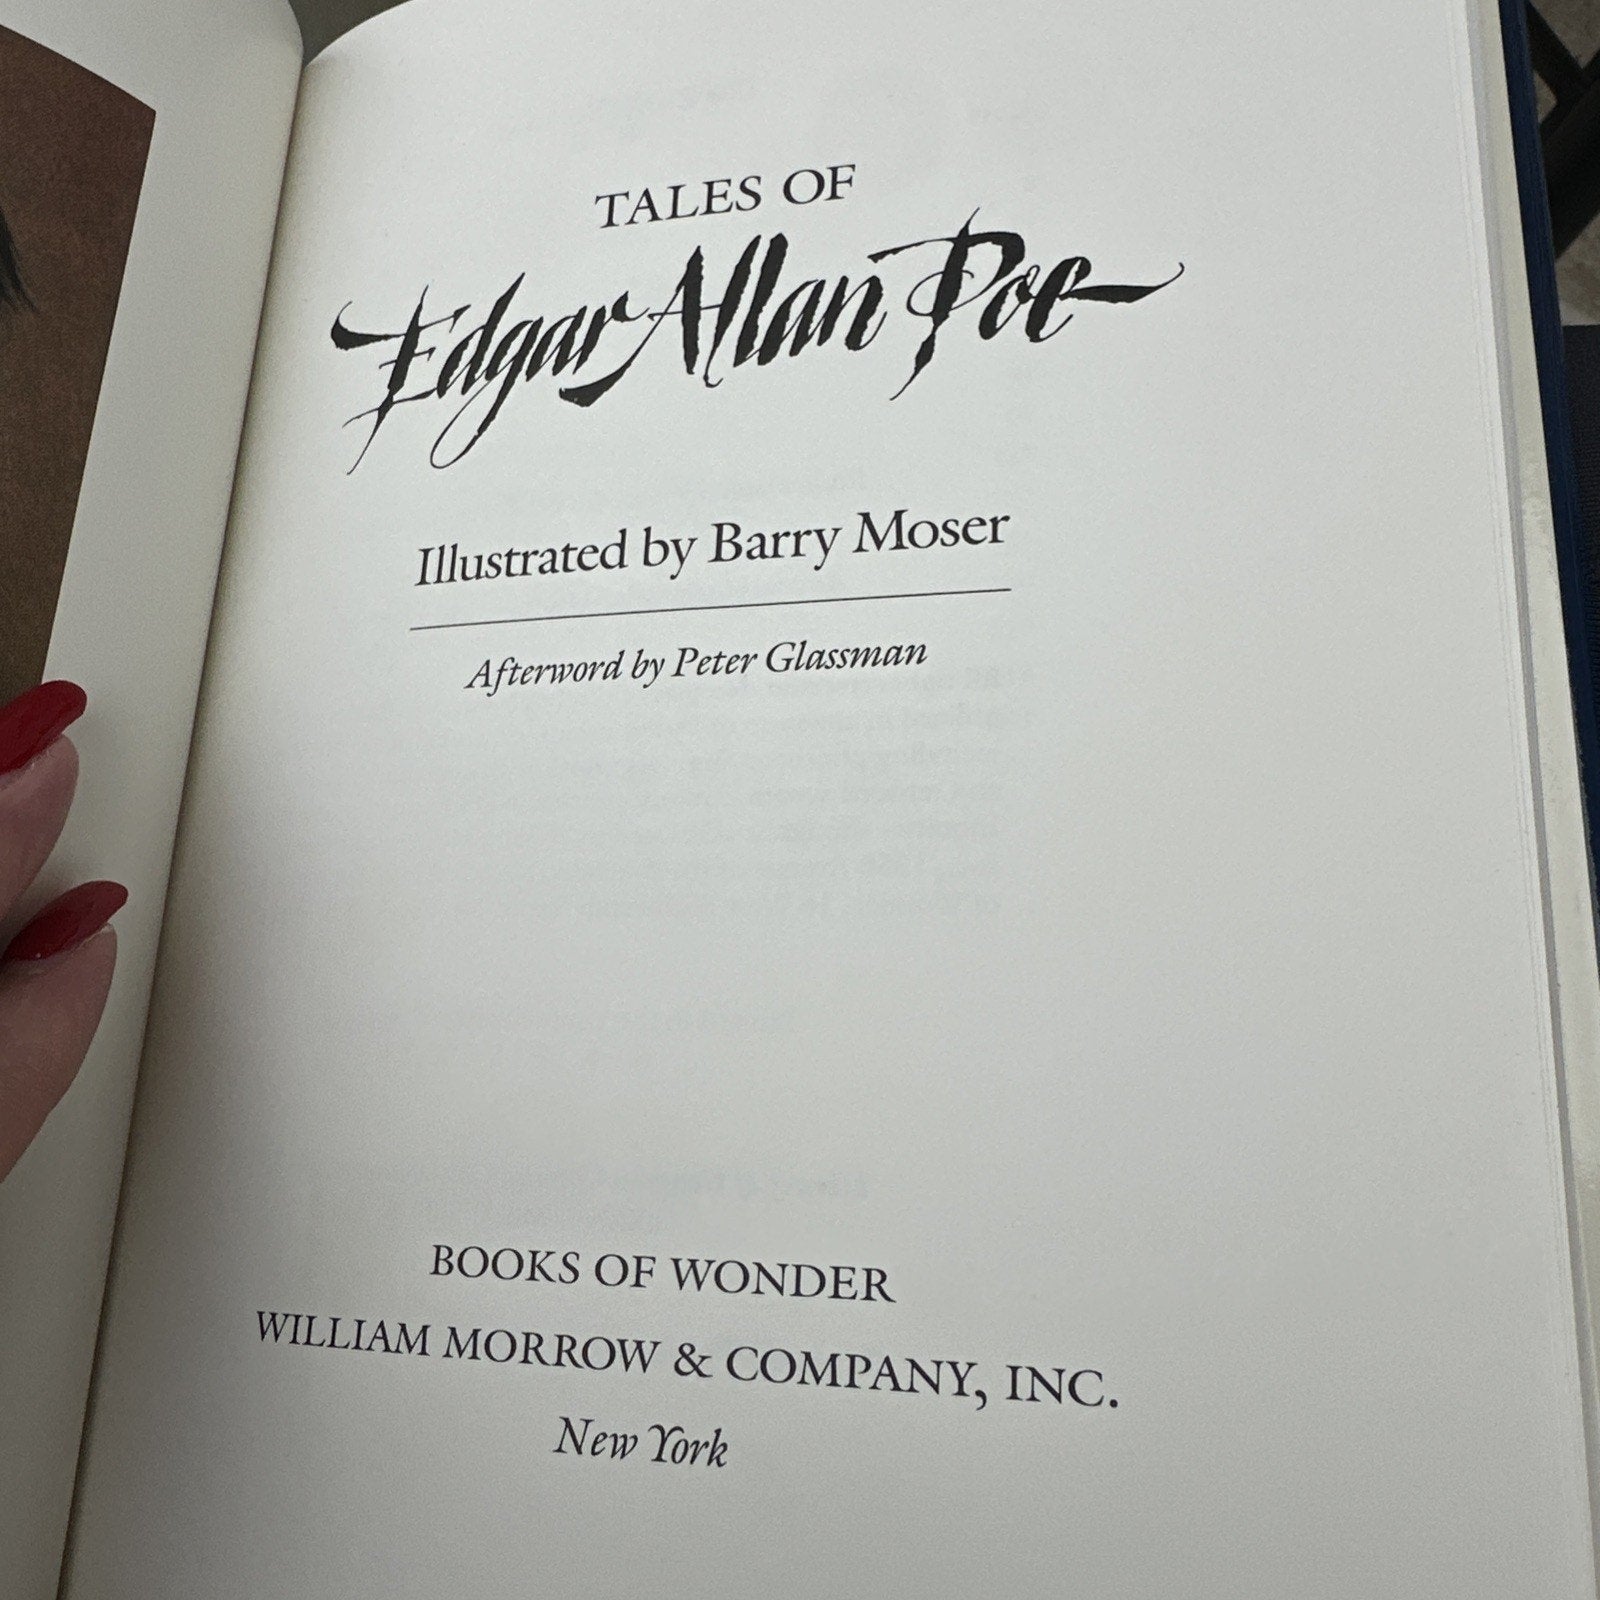 TALES OF
Edgar Allan Poe
Illustrated by Barry Moser
Afterword by Peter Glassman
BOOKS OF WONDER
WILLIAM MORROW & COMPANY, INC.
New York